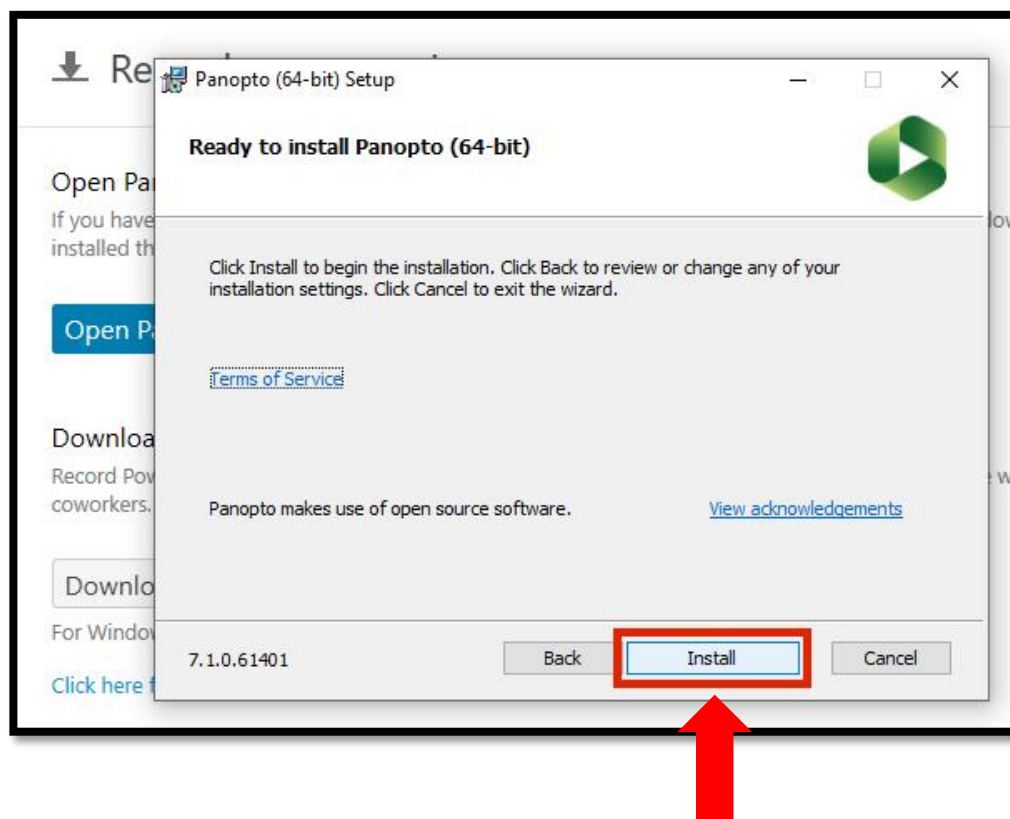 Re
Panopto (64-bit) Setup
Ready to install Panopto (64-bit)
Open Pa
If you have
installed th
Click Install to begin the installation. Click Back to review or change any of your
installation settings. Click Cancel to exit the wizard.
Open P
Terms of Service
Downloa
Record Pow
coworkers.
Panopto makes use of open source software. View acknowledgements
Downlo
For Window
7.1.0.61401 Back Install Cancel
Click here f